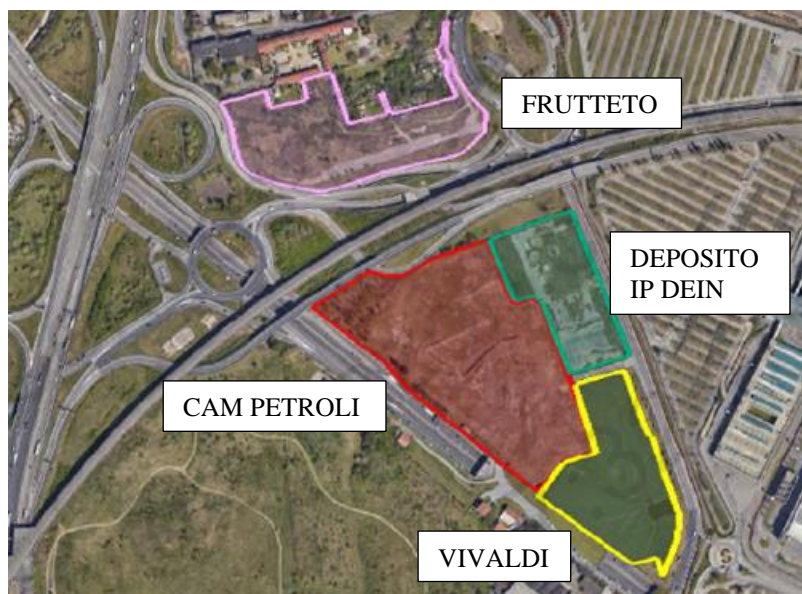 FRUTTETO
DEPOSITO
IP DEIN
CAM PETROLI
VIVALDI